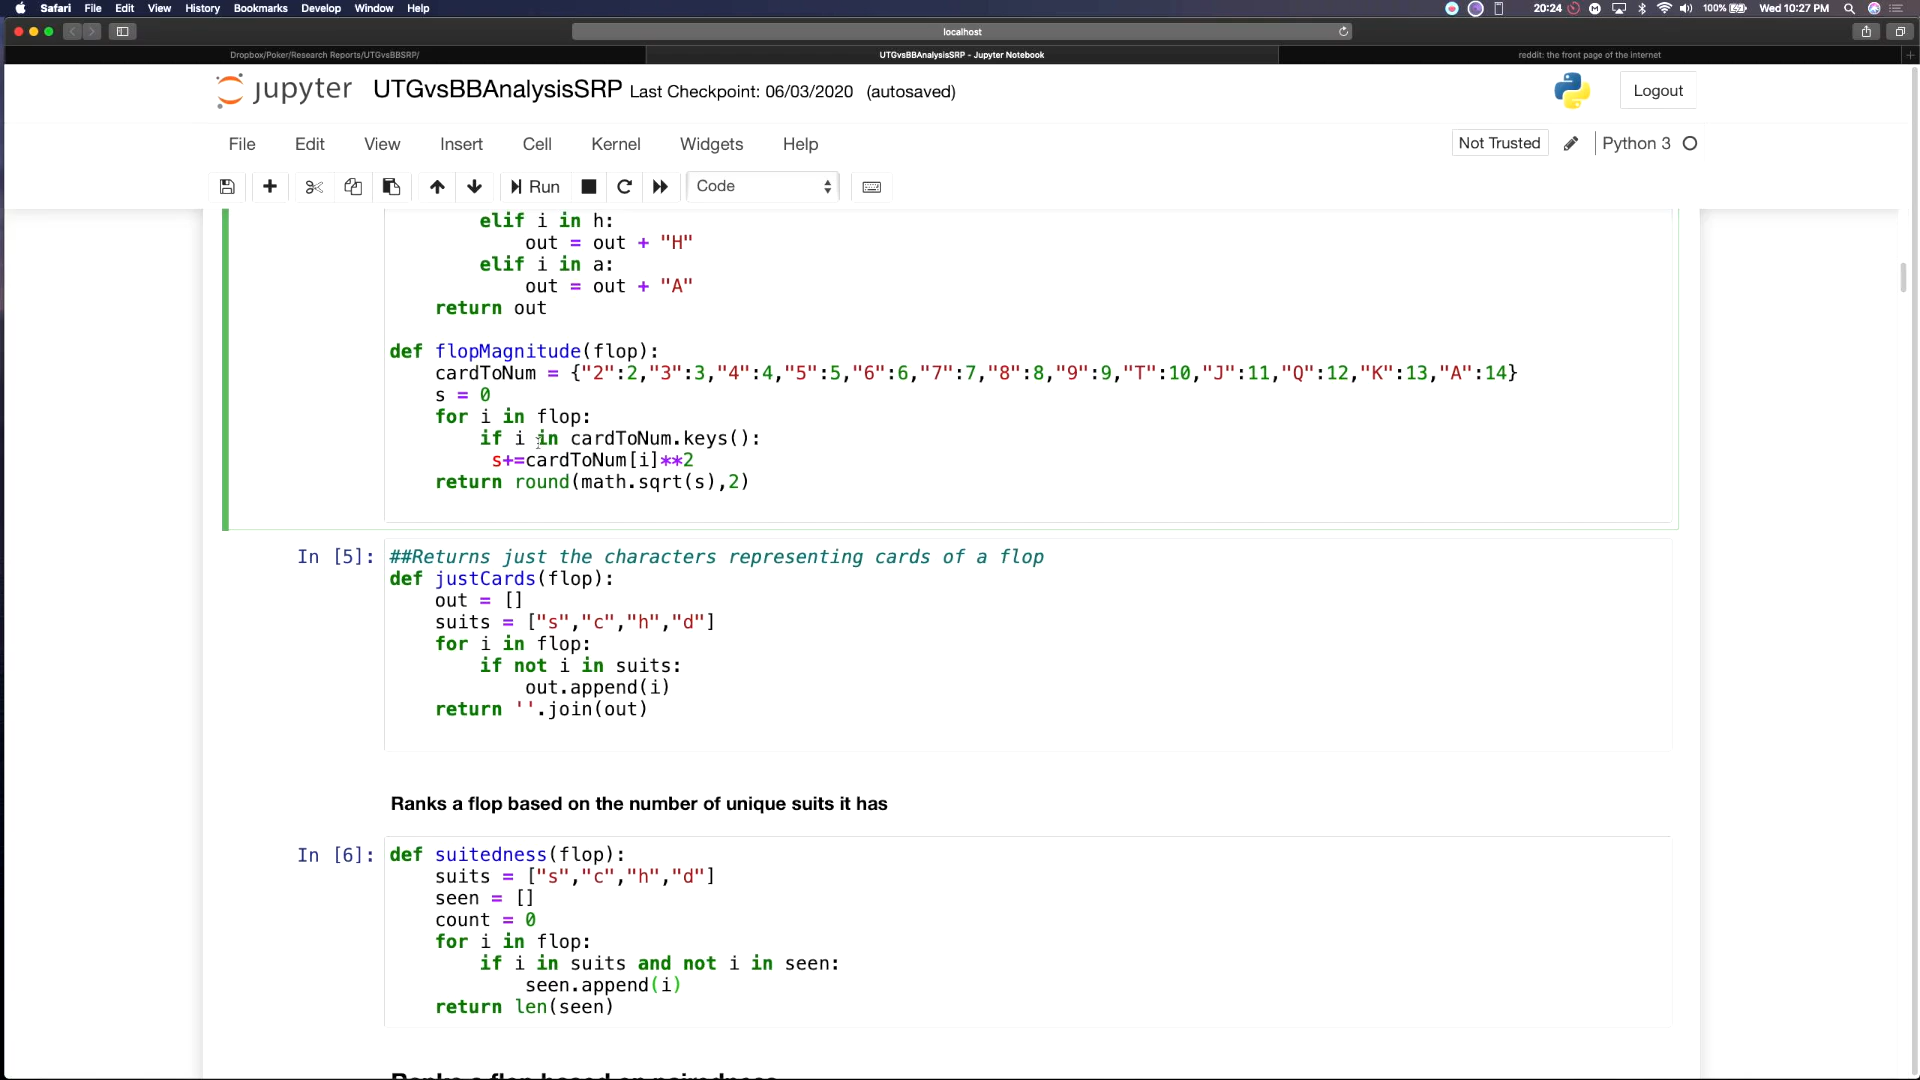 Safari File Edit View History Bookmarks Develop Window Help 20:24 100% Wed 10:27 PM
localhost
Dropbox/Poker/Research Reports/UTGvsBBSRP/ UTGvsBBAnalysisSRP - Jupyter Notebook reddit: the front page of the internet
jupyter UTGvsBBAnalysisSRP Last Checkpoint: 06/03/2020 (autosaved) Logout
File Edit View Insert Cell Kernel Widgets Help Not Trusted Python 3
Run Code
elif i in h:
out = out + "H"
elif i in a:
out = out + "A"
return out
def flopMagnitude(flop):
cardToNum = {"2":2,"3":3,"4":4,"5":5,"6":6,"7":7,"8":8,"9":9,"T":10,"J":11,"Q":12,"K":13,"A":14}
s = 0
for i in flop:
if i in cardToNum.keys():
s+=cardToNum[i]**2
return round(math.sqrt(s),2)
In [5]: ##Returns just the characters representing cards of a flop
def justCards(flop):
out = []
suits = ["s","c","h","d"]
for i in flop:
if not i in suits:
out.append(i)
return ''.join(out)
Ranks a flop based on the number of unique suits it has
In [6]: def suitedness(flop):
suits = ["s","c","h","d"]
seen = []
count = 0
for i in flop:
if i in suits and not i in seen:
seen.append(i)
return len(seen)
Ranks a flop based on pairedness